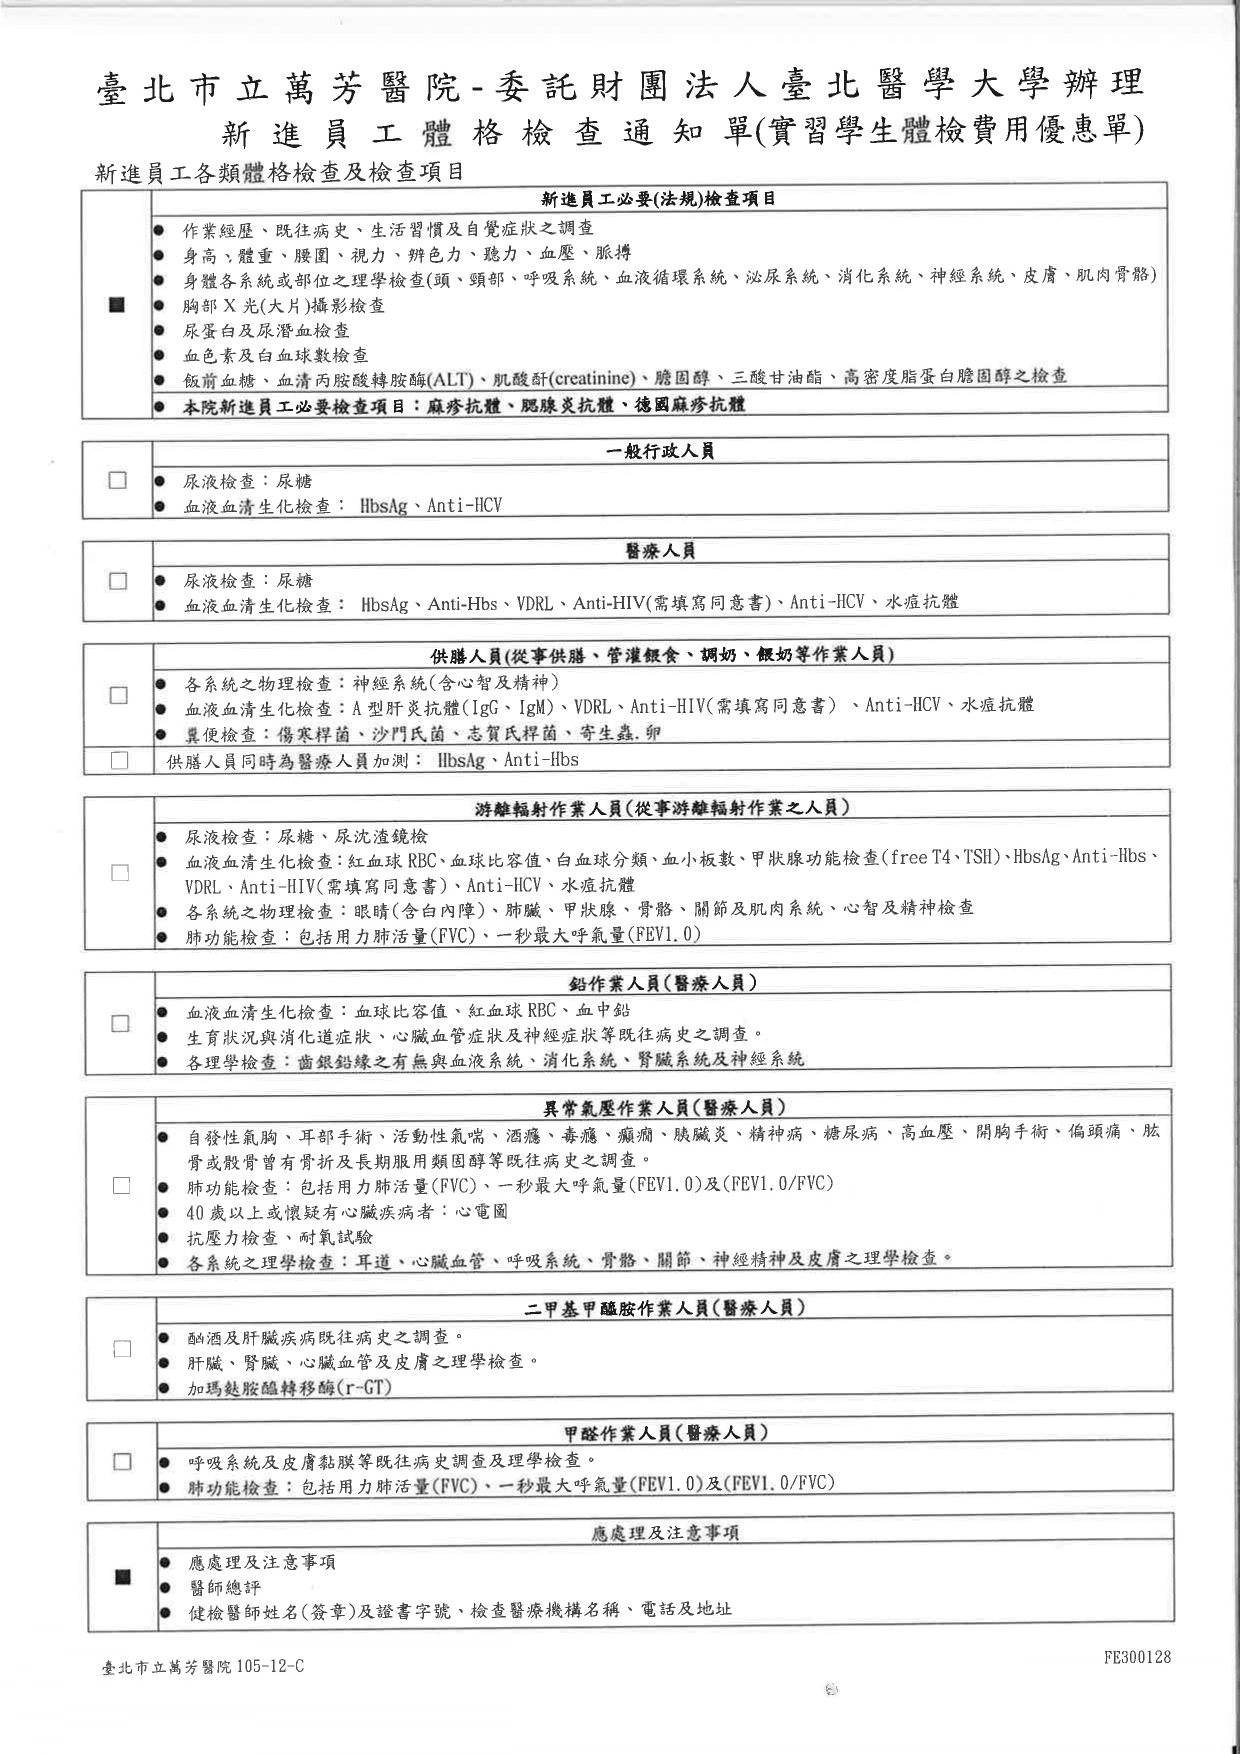 臺北市立萬芳醫院-委託財團法人臺北醫學大學辦理
新進員工體格檢查通知單(實習學生體檢費用優惠單)
新進員工各類體格檢查及檢查項目
新進員工必要(法規)檢查項目
■
● 作業經歷、既往病史、生活習慣及自覺症狀之調查
● 身高、體重、腰圍、視力、辨色力、聽力、血壓、脈搏
● 身體各系統或部位之理學檢查(頭、頸部、呼吸系統、血液循環系統、泌尿系統、消化系統、神經系統、皮膚、肌肉骨骼)
● 胸部 X 光(大片)攝影檢查
● 尿蛋白及尿潛血檢查
● 血色素及白血球數檢查
● 飯前血糖、血清丙胺酸轉胺酶(ALT)、肌酸酐(creatinine)、膽固醇、三酸甘油酯、高密度脂蛋白膽固醇之檢查
● 本院新進員工必要檢查項目：麻疹抗體、腮腺炎抗體、德國麻疹抗體
一般行政人員
□
● 尿液檢查：尿糖
● 血液血清生化檢查： HbsAg、Anti-HCV
醫療人員
□
● 尿液檢查：尿糖
● 血液血清生化檢查： HbsAg、Anti-Hbs、VDRL、Anti-HIV(需填寫同意書)、Anti-HCV、水痘抗體
供膳人員(從事供膳、管灌餵食、調奶、餵奶等作業人員)
□
● 各系統之物理檢查：神經系統(含心智及精神)
● 血液血清生化檢查：A 型肝炎抗體(IgG、IgM)、VDRL、Anti-HIV(需填寫同意書) 、Anti-HCV、水痘抗體
● 糞便檢查：傷寒桿菌、沙門氏菌、志賀氏桿菌、寄生蟲.卵
□ 供膳人員同時為醫療人員加測： HbsAg、Anti-Hbs
游離輻射作業人員(從事游離輻射作業之人員)
□
● 尿液檢查：尿糖、尿沈渣鏡檢
● 血液血清生化檢查：紅血球 RBC、血球比容值、白血球分類、血小板數、甲狀腺功能檢查(free T4、TSH)、HbsAg、Anti-Hbs、
VDRL、Anti-HIV(需填寫同意書)、Anti-HCV、水痘抗體
● 各系統之物理檢查：眼睛(含白內障)、肺臟、甲狀腺、骨骼、關節及肌肉系統、心智及精神檢查
● 肺功能檢查：包括用力肺活量(FVC)、一秒最大呼氣量(FEV1.0)
鉛作業人員(醫療人員)
□
● 血液血清生化檢查：血球比容值、紅血球 RBC、血中鉛
● 生育狀況與消化道症狀、心臟血管症狀及神經症狀等既往病史之調查。
● 各理學檢查：齒齦鉛緣之有無與血液系統、消化系統、腎臟系統及神經系統
異常氣壓作業人員(醫療人員)
□
● 自發性氣胸、耳部手術、活動性氣喘、酒癮、毒癮、癲癇、胰臟炎、精神病、糖尿病、高血壓、開胸手術、偏頭痛、肱
骨或股骨曾有骨折及長期服用類固醇等既往病史之調查。
● 肺功能檢查：包括用力肺活量(FVC)、一秒最大呼氣量(FEV1.0)及(FEV1.0/FVC)
● 40 歲以上或懷疑有心臟疾病者：心電圖
● 抗壓力檢查、耐氧試驗
● 各系統之理學檢查：耳道、心臟血管、呼吸系統、骨骼、關節、神經精神及皮膚之理學檢查。
二甲基甲醯胺作業人員(醫療人員)
□
● 酗酒及肝臟疾病既往病史之調查。
● 肝臟、腎臟、心臟血管及皮膚之理學檢查。
● 加瑪麩胺醯轉移酶(r-GT)
甲醛作業人員(醫療人員)
□
● 呼吸系統及皮膚黏膜等既往病史調查及理學檢查。
● 肺功能檢查：包括用力肺活量(FVC)、一秒最大呼氣量(FEV1.0)及(FEV1.0/FVC)
應處理及注意事項
■
● 應處理及注意事項
● 醫師總評
● 健檢醫師姓名(簽章)及證書字號、檢查醫療機構名稱、電話及地址
臺北市立萬芳醫院 105-12-C
FE300128